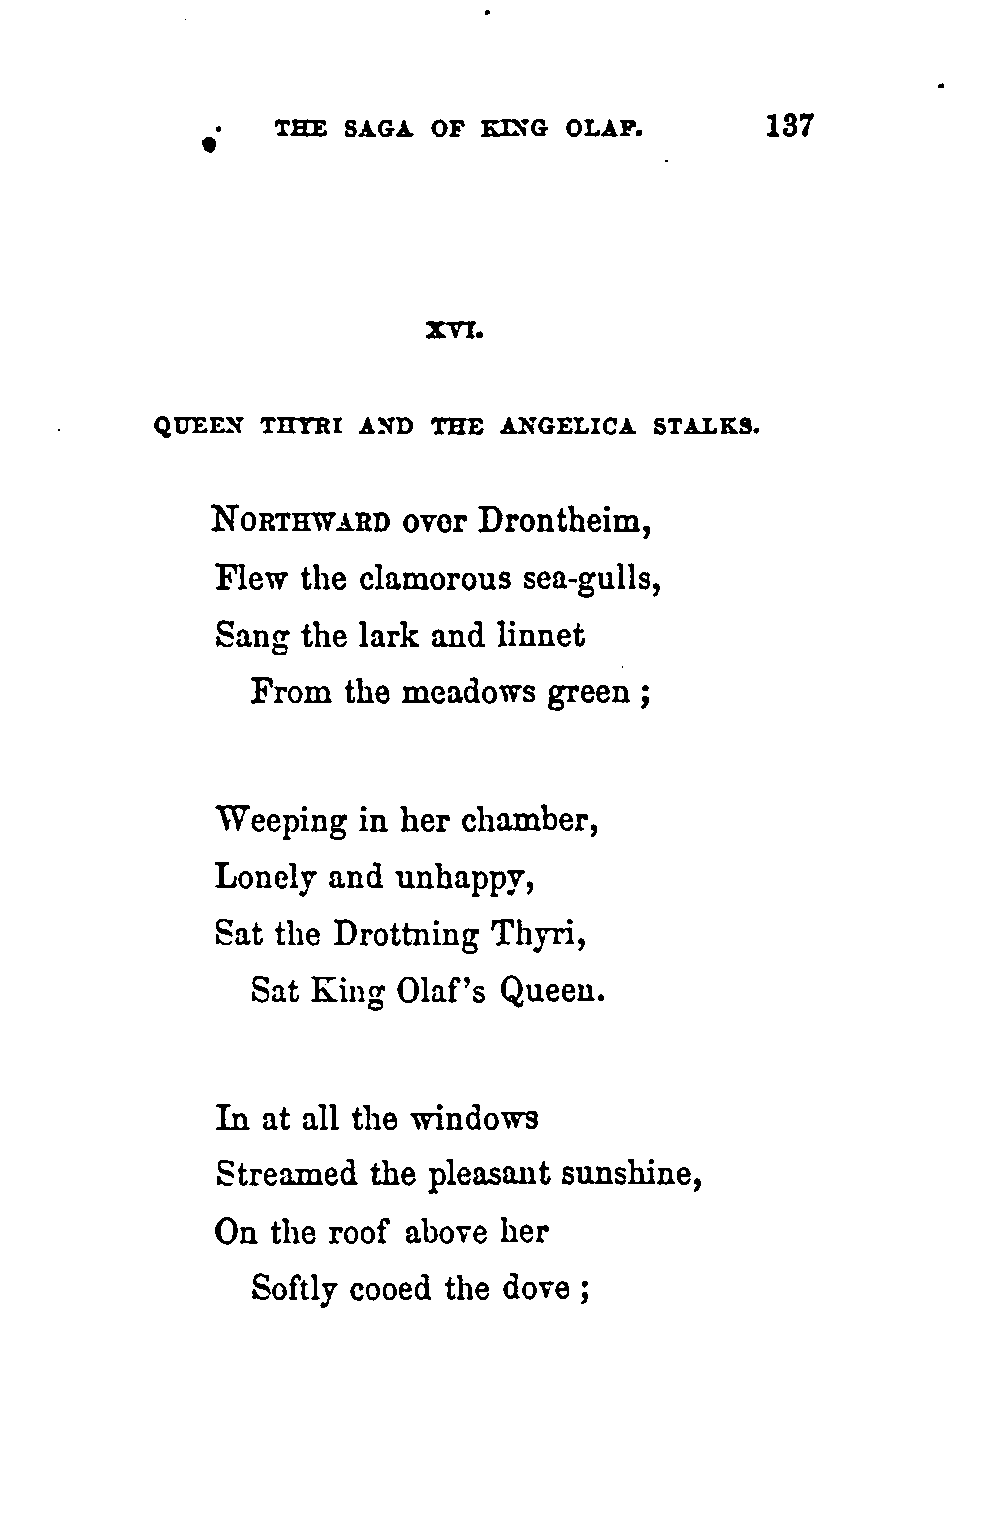 THE SAGA OF KING OLAF. 137
XVI.
QUEEN THYRI AND THE ANGELICA STALKS.
NORTHWARD over Drontheim,
Flew the clamorous sea-gulls,
Sang the lark and linnet
From the meadows green ;
Weeping in her chamber,
Lonely and unhappy,
Sat the Drottning Thyri,
Sat King Olaf's Queen.
In at all the windows
Streamed the pleasant sunshine,
On the roof above her
Softly cooed the dove ;